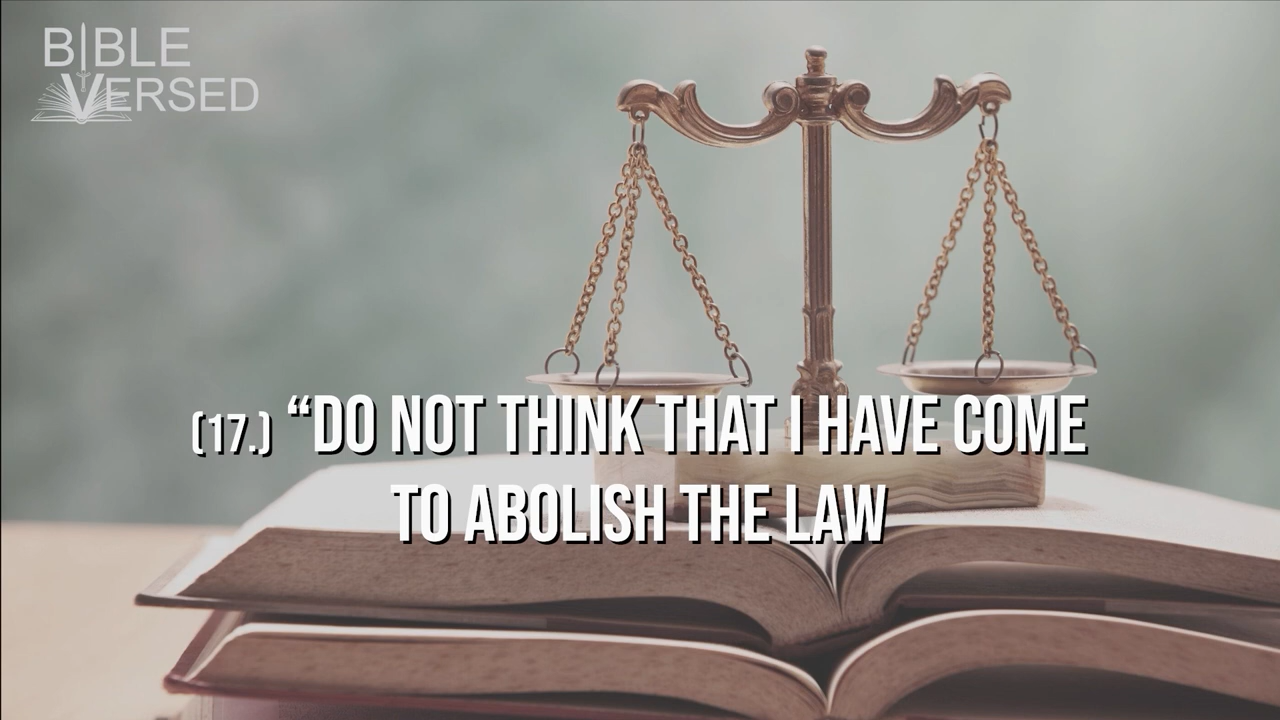 BIBLE
VERSED
(17.) “DO NOT THINK THAT I HAVE COME
TO ABOLISH THE LAW